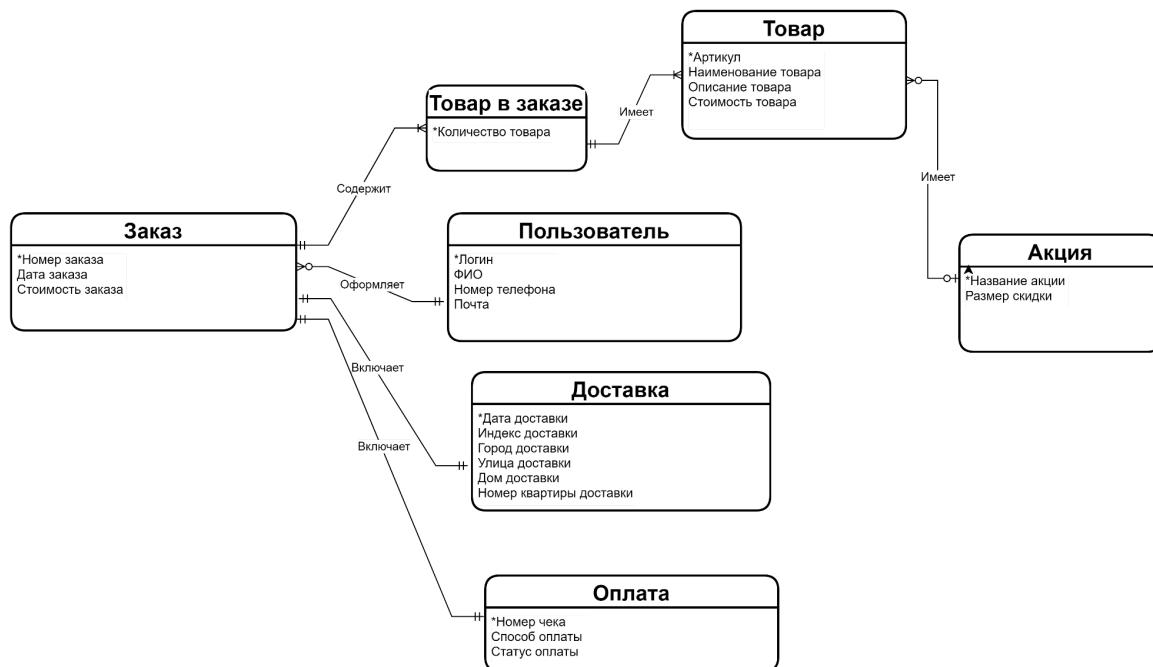 Товар
*Артикул
Наименование товара
Описание товара
Стоимость товара
Товар в заказе
*Количество товара
Имеет
Имеет
Содержит
Заказ
*Номер заказа
Дата заказа
Стоимость заказа
Пользователь
*Логин
ФИО
Номер телефона
Почта
Оформляет
Акция
*Название акции
Размер скидки
Включает
Доставка
*Дата доставки
Индекс доставки
Город доставки
Улица доставки
Дом доставки
Номер квартиры доставки
Включает
Оплата
*Номер чека
Способ оплаты
Статус оплаты